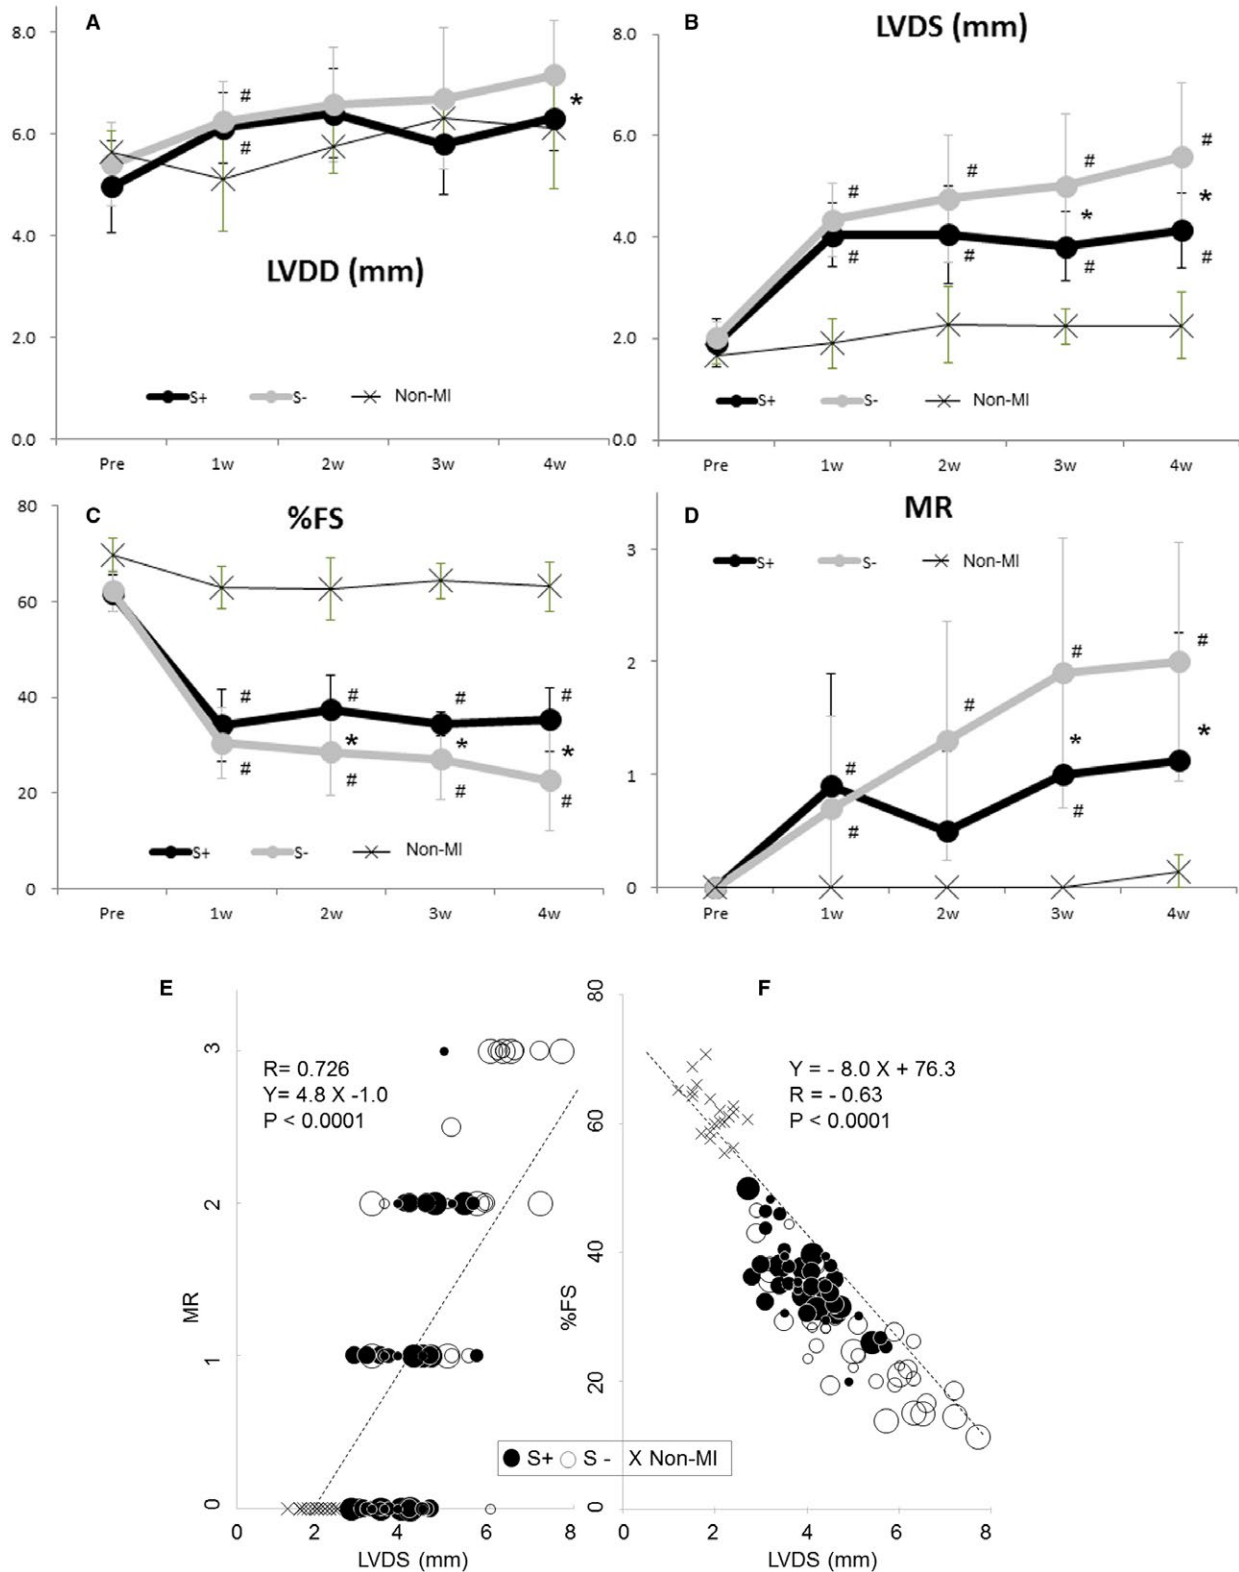 A
8.0
6.0
4.0
2.0
0.0
#
#
*
LVDD (mm)
S+ S- Non-MI
Pre 1w 2w 3w 4w
B
LVDS (mm)
8.0
6.0
4.0
2.0
0.0
# # # #
* *
# # # #
S+ S- Non-MI
Pre 1w 2w 3w 4w
C
%FS
80
60
40
20
0
# # # #
* * *
# # # #
S+ S- Non-MI
Pre 1w 2w 3w 4w
D
MR
3
2
1
0
S+ S- Non-MI
# # # #
* *
# #
Pre 1w 2w 3w 4w
E
R= 0.726
Y= 4.8 X -1.0
P < 0.0001
MR
3
2
1
0
0 2 4 6 8
LVDS (mm)
F
Y = - 8.0 X + 76.3
R = - 0.63
P < 0.0001
%FS
80
60
40
20
0
0 2 4 6 8
LVDS (mm)
S+ S - X Non-MI